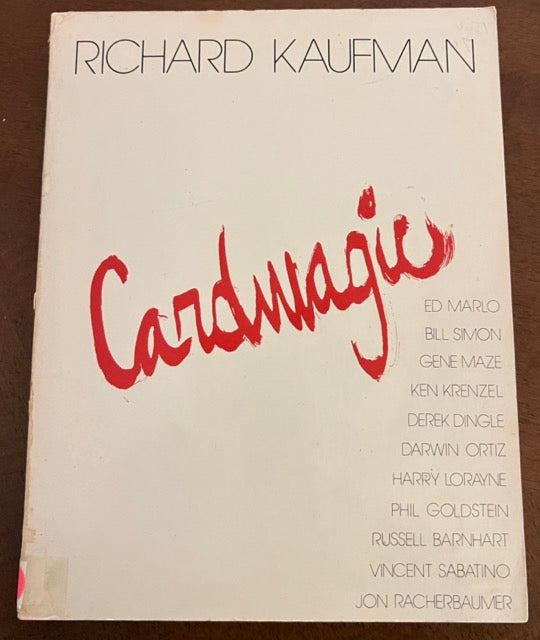 RICHARD KAUFMAN
Cardmagic
ED MARLO
BILL SIMON
GENE MAZE
KEN KRENZEL
DEREK DINGLE
DARWIN ORTIZ
HARRY LORAYNE
PHIL GOLDSTEIN
RUSSELL BARNHART
VINCENT SABATINO
JON RACHERBAUMER